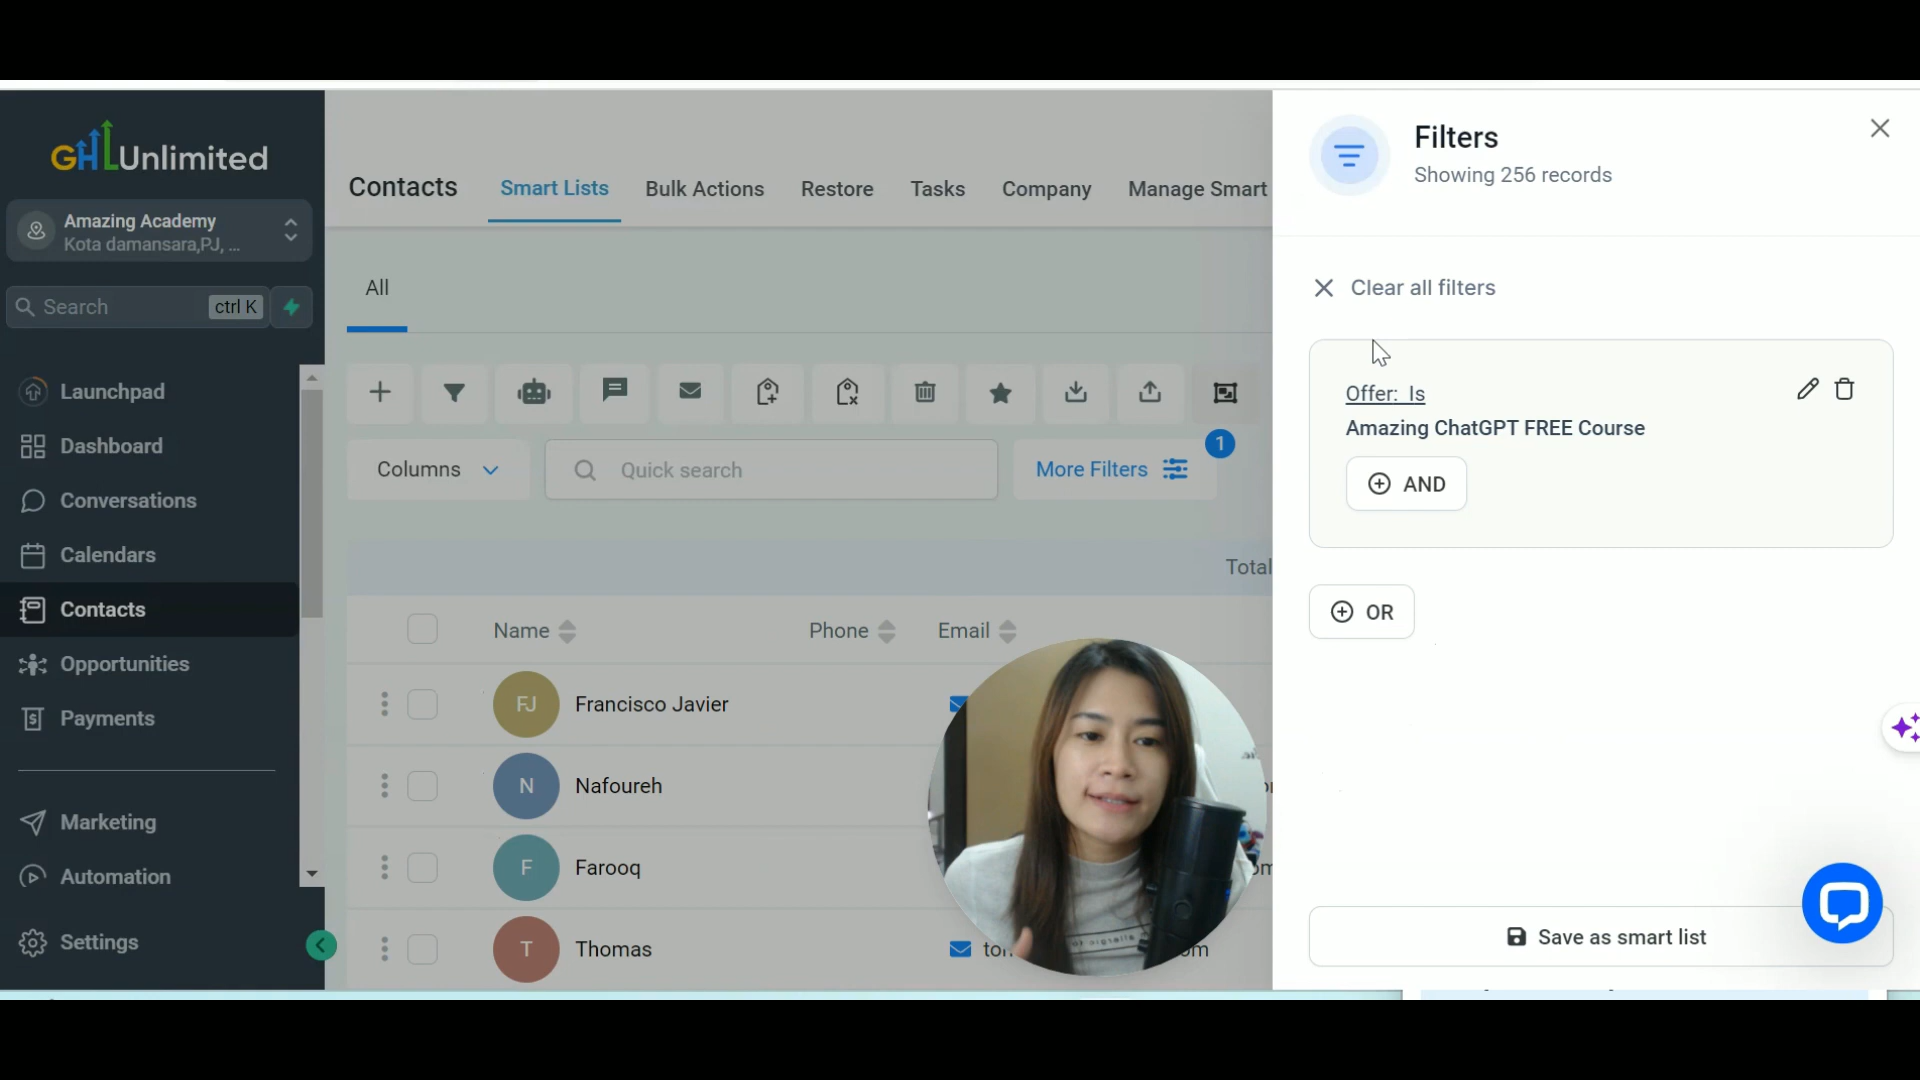 GHLUnlimited
Amazing Academy
Kota damansara,PJ, ...
Search
ctrl K
Launchpad
Dashboard
Conversations
Calendars
Contacts
Opportunities
Payments
Marketing
Automation
Settings
Contacts
Smart Lists
Bulk Actions
Restore
Tasks
Company
Manage Smart
All
Columns
Quick search
More Filters
1
Total
Name
Phone
Email
FJ
Francisco Javier
N
Nafoureh
F
Farooq
T
Thomas
Filters
Showing 256 records
Clear all filters
Offer: Is
Amazing ChatGPT FREE Course
AND
OR
Save as smart list